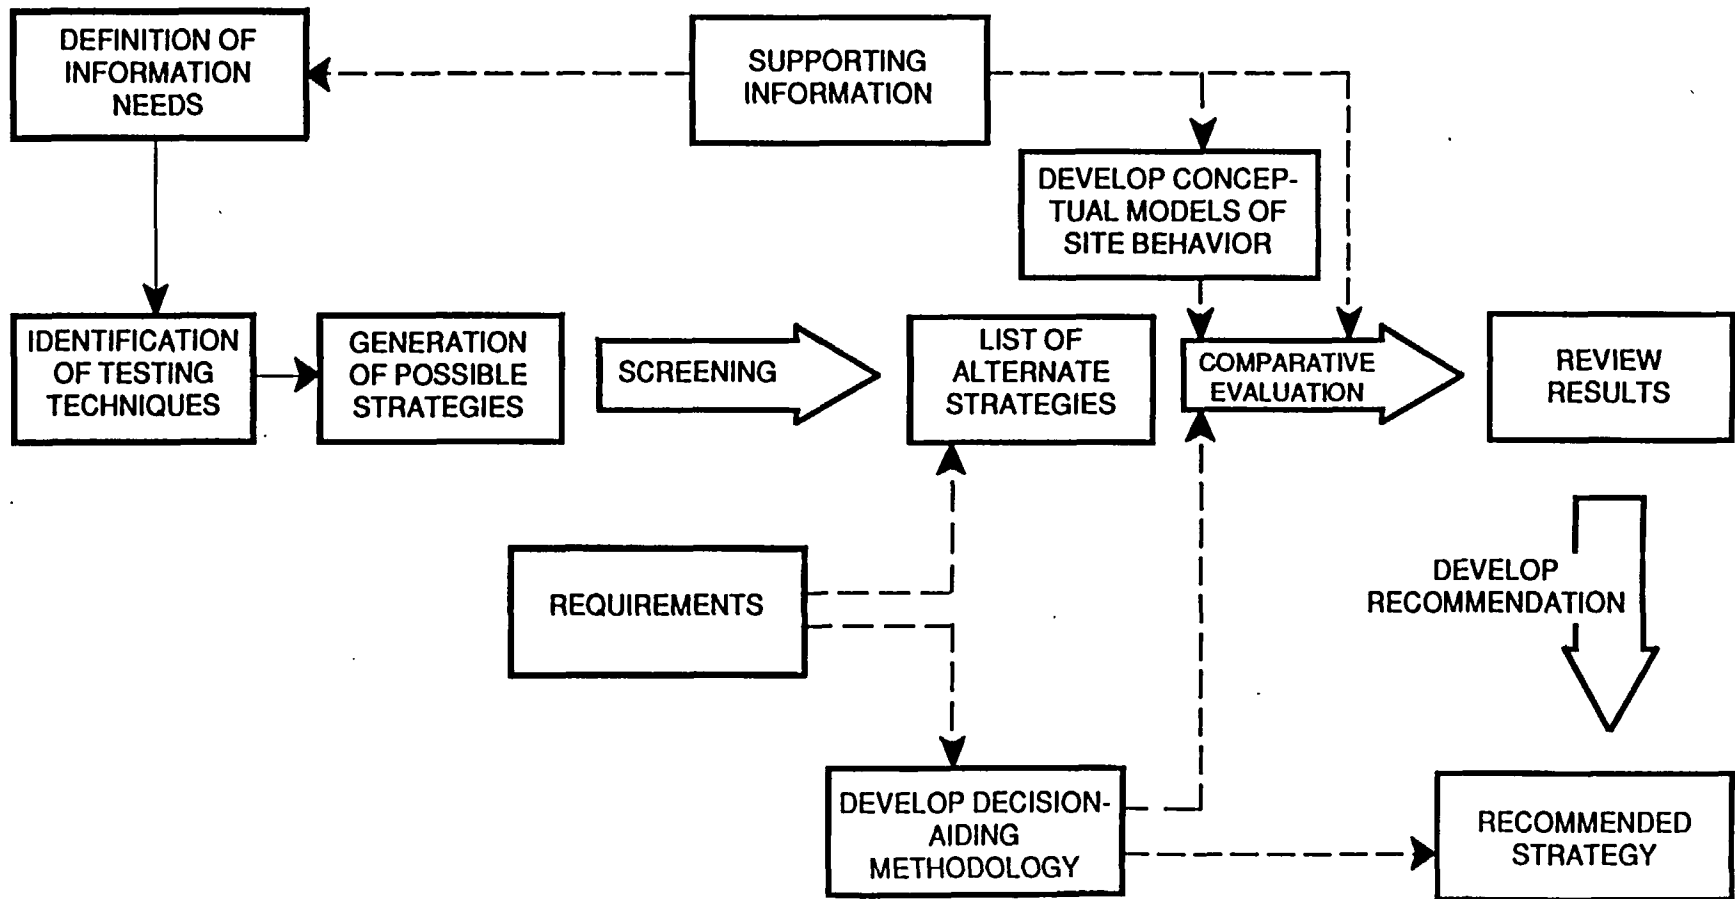 DEFINITION OF
INFORMATION
NEEDS
SUPPORTING
INFORMATION
DEVELOP CONCEP-
TUAL MODELS OF
SITE BEHAVIOR
IDENTIFICATION
OF TESTING
TECHNIQUES
GENERATION
OF POSSIBLE
STRATEGIES
SCREENING
LIST OF
ALTERNATE
STRATEGIES
COMPARATIVE
EVALUATION
REVIEW
RESULTS
REQUIREMENTS
DEVELOP
RECOMMENDATION
DEVELOP DECISION-
AIDING
METHODOLOGY
RECOMMENDED
STRATEGY